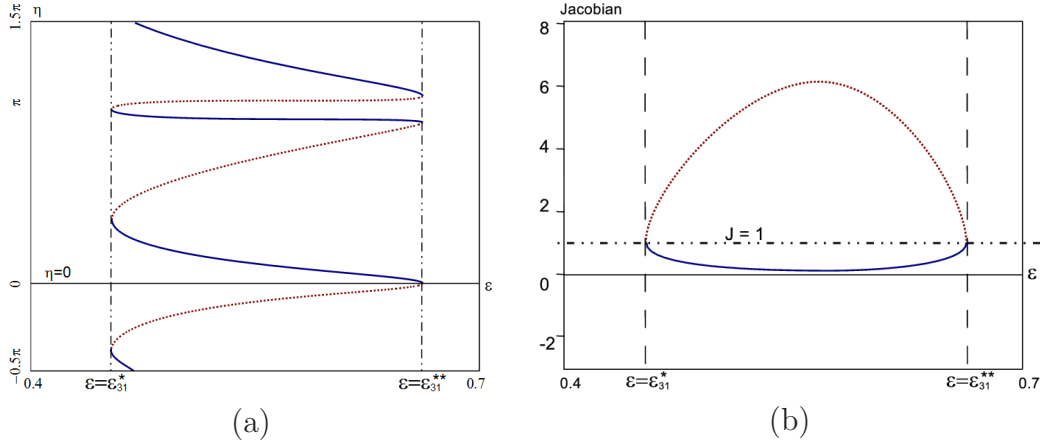 1.5π
η
π
η=0
0
ε
−0.5π
0.4
ε=ε*31
ε=ε**31
0.7
(a)
Jacobian
8
6
4
2
J = 1
0
ε
-2
0.4
ε=ε*31
ε=ε**31
0.7
(b)